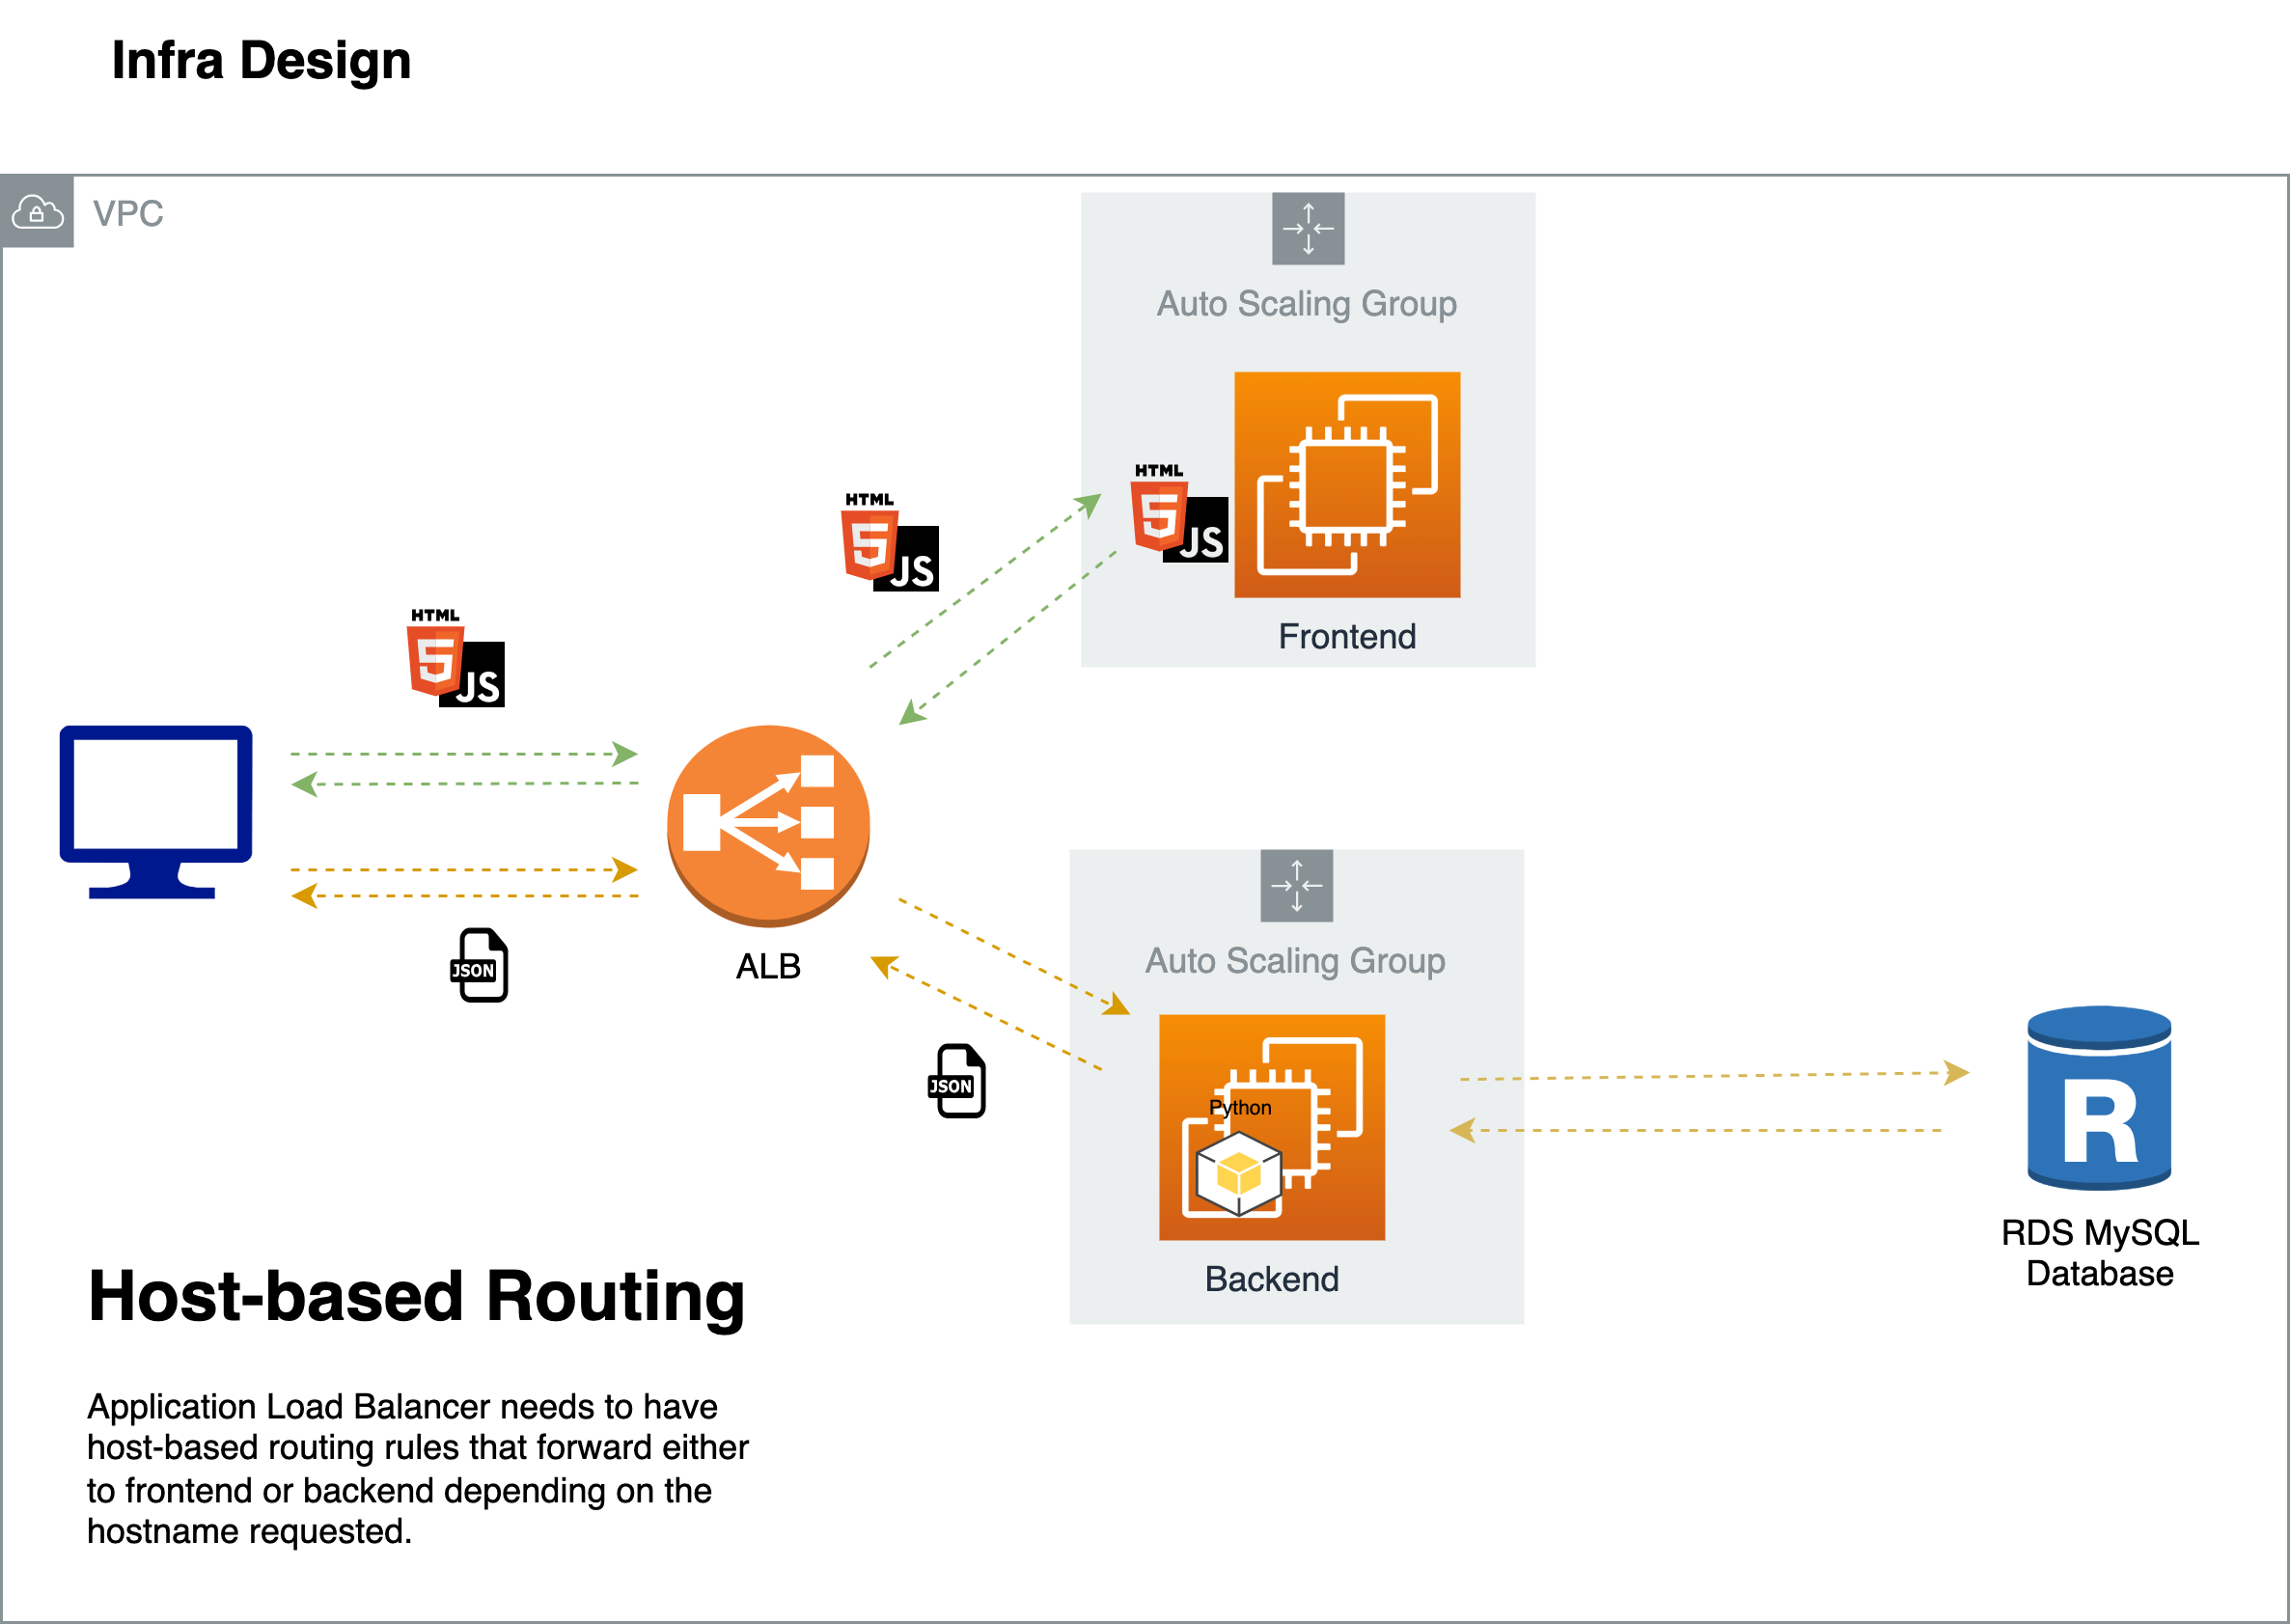 Infra Design
VPC
Auto Scaling Group
HTML
5
JS
Frontend
HTML
5
JS
HTML
5
JS
ALB
JSON
JSON
Auto Scaling Group
Python
Backend
R
RDS MySQL
Database
Host-based Routing
Application Load Balancer needs to have
host-based routing rules that forward either
to frontend or backend depending on the
hostname requested.